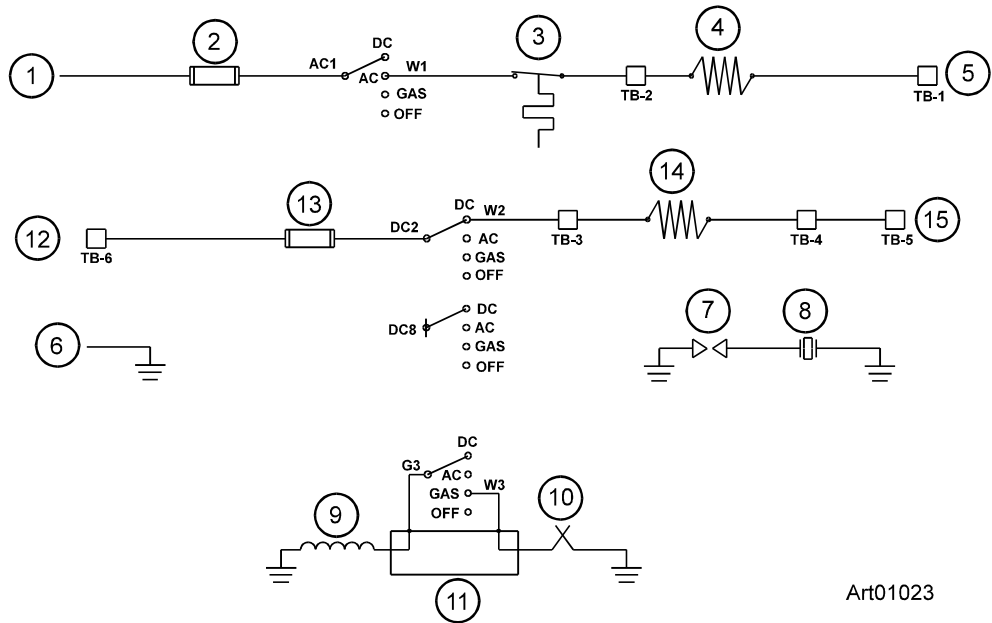 1
2
AC1
DC
AC
W1
GAS
OFF
3
TB-2
4
TB-1
5
12
TB-6
13
DC2
DC
W2
AC
GAS
OFF
TB-3
14
TB-4
TB-5
15
6
DC8
DC
AC
GAS
OFF
7
8
9
G3
DC
AC
GAS
W3
OFF
10
11
Art01023